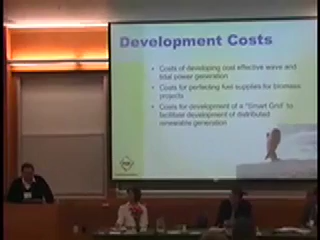 Development Costs
• Costs of developing cost effective wave and
tidal power generation
• Costs for perfecting fuel supplies for biomass
projects
• Costs for development of a "Smart Grid" to
facilitate development of distributed
renewable generation